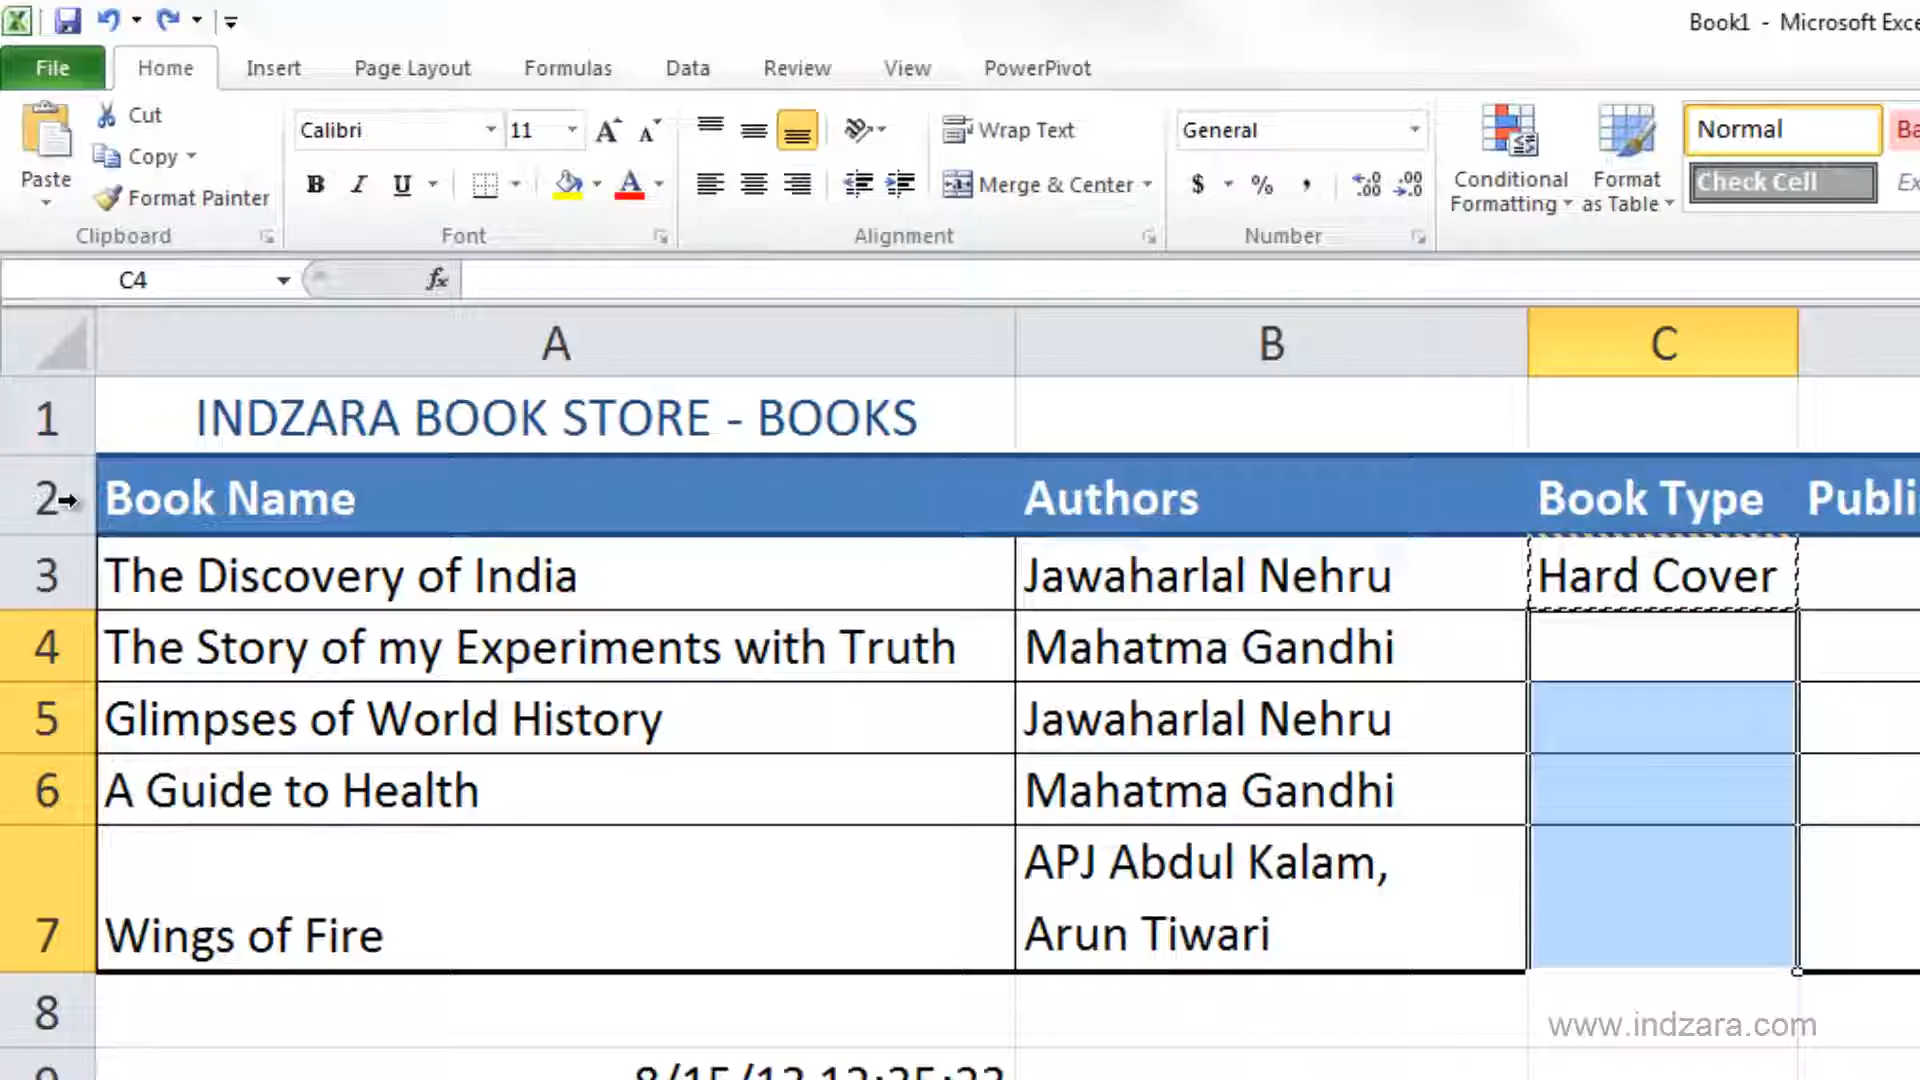 Book1 - Microsoft Exce
File Home Insert Page Layout Formulas Data Review View PowerPivot
Paste
Cut
Copy
Format Painter
Clipboard
Calibri 11
B I U
Font
Wrap Text
Merge & Center
Alignment
General
$ % ,
Number
Conditional Formatting
Format as Table
Normal
Ba
Check Cell
Ex
C4 fx
A B C
1 INDZARA BOOK STORE - BOOKS
2 Book Name Authors Book Type Publi
3 The Discovery of India Jawaharlal Nehru Hard Cover
4 The Story of my Experiments with Truth Mahatma Gandhi
5 Glimpses of World History Jawaharlal Nehru
6 A Guide to Health Mahatma Gandhi
APJ Abdul Kalam,
7 Wings of Fire Arun Tiwari
8
www.indzara.com
9